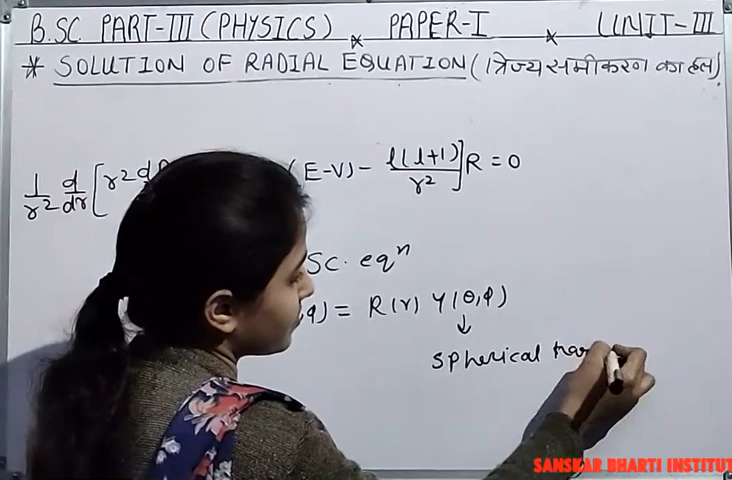 B.SC. PART-III (PHYSICS) * PAPER-I * UNIT-III
* SOLUTION OF RADIAL EQUATION (त्रिज्य समीकरण का हल)
1/r² d/dr [r² d (E-V) - l(l+1)/r²] R = 0
Sc. eqⁿ
φ) = R(r) Y(θ,φ)
↓
Spherical har
SANSKAR BHARTI INSTITUT